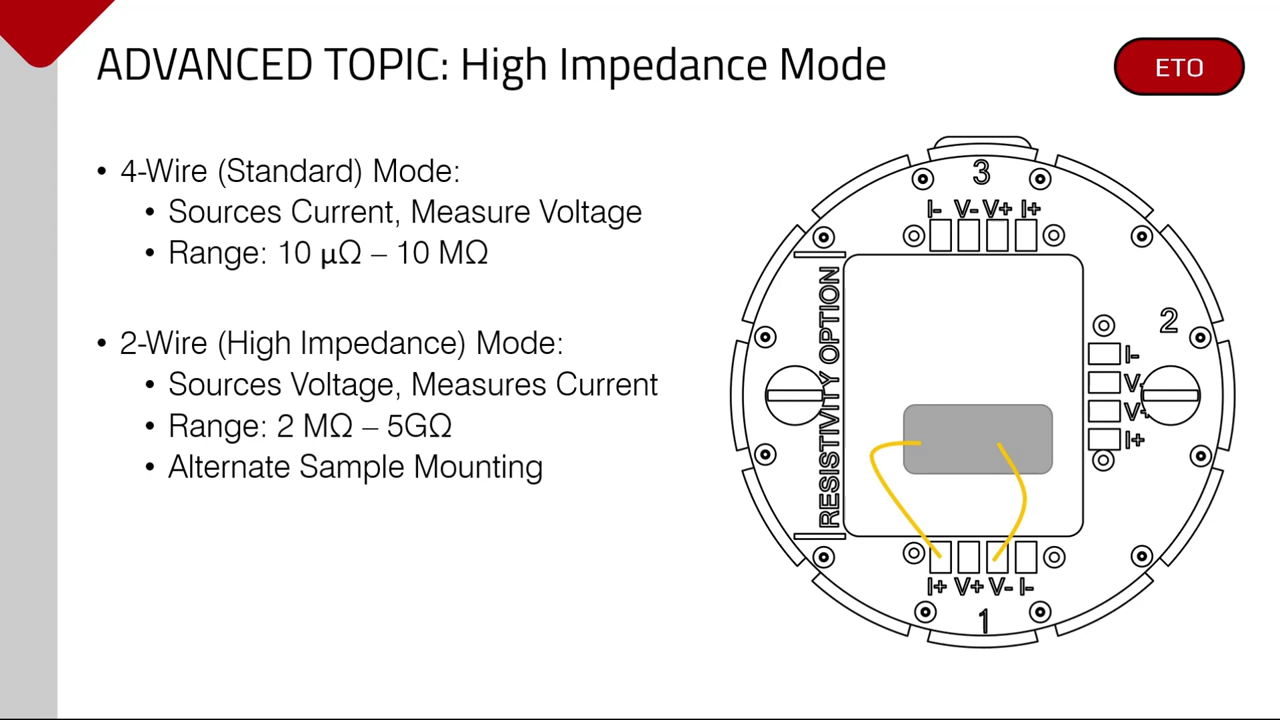 ADVANCED TOPIC: High Impedance Mode
ETO
• 4-Wire (Standard) Mode:
• Sources Current, Measure Voltage
• Range: 10 µΩ – 10 MΩ
• 2-Wire (High Impedance) Mode:
• Sources Voltage, Measures Current
• Range: 2 MΩ – 5GΩ
• Alternate Sample Mounting
3
I- V- V+ I+
RESISTIVITY OPTION
2
I-
V-
V+
I+
I+ V+ V- I-
1